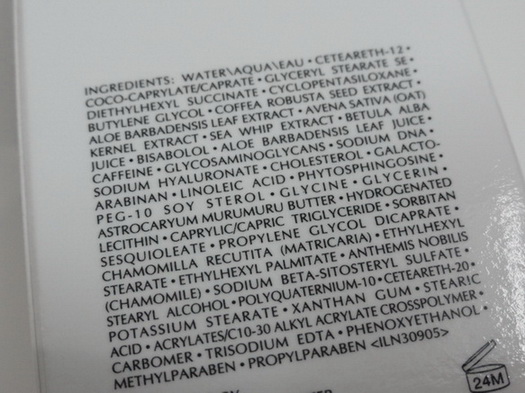 INGREDIENTS: WATER\AQUA\EAU • CETEARETH-12 •
COCO-CAPRYLATE/CAPRATE • GLYCERYL STEARATE SE •
DIETHYLHEXYL SUCCINATE • CYCLOPENTASILOXANE •
BUTYLENE GLYCOL • COFFEA ROBUSTA SEED EXTRACT •
ALOE BARBADENSIS LEAF EXTRACT • AVENA SATIVA (OAT)
KERNEL EXTRACT • SEA WHIP EXTRACT • BETULA ALBA
JUICE • BISABOLOL • ALOE BARBADENSIS LEAF JUICE •
CAFFEINE • GLYCOSAMINOGLYCANS • SODIUM DNA •
SODIUM HYALURONATE • CHOLESTEROL • GALACTO-
ARABINAN • LINOLEIC ACID • PHYTOSPHINGOSINE •
PEG-10 SOY STEROL • GLYCINE • GLYCERIN •
ASTROCARYUM MURUMURU BUTTER • HYDROGENATED
LECITHIN • CAPRYLIC/CAPRIC TRIGLYCERIDE • SORBITAN
SESQUIOLEATE • PROPYLENE GLYCOL DICAPRATE •
CHAMOMILLA RECUTITA (MATRICARIA) • ETHYLHEXYL
STEARATE • ETHYLHEXYL PALMITATE • ANTHEMIS NOBILIS
(CHAMOMILE) • SODIUM BETA-SITOSTERYL SULFATE •
STEARYL ALCOHOL • POLYQUATERNIUM-10 • CETEARETH-20 •
POTASSIUM STEARATE • XANTHAN GUM • STEARIC
ACID • ACRYLATES/C10-30 ALKYL ACRYLATE CROSSPOLYMER •
CARBOMER • TRISODIUM EDTA • PHENOXYETHANOL •
METHYLPARABEN • PROPYLPARABEN <ILN30905>
24M